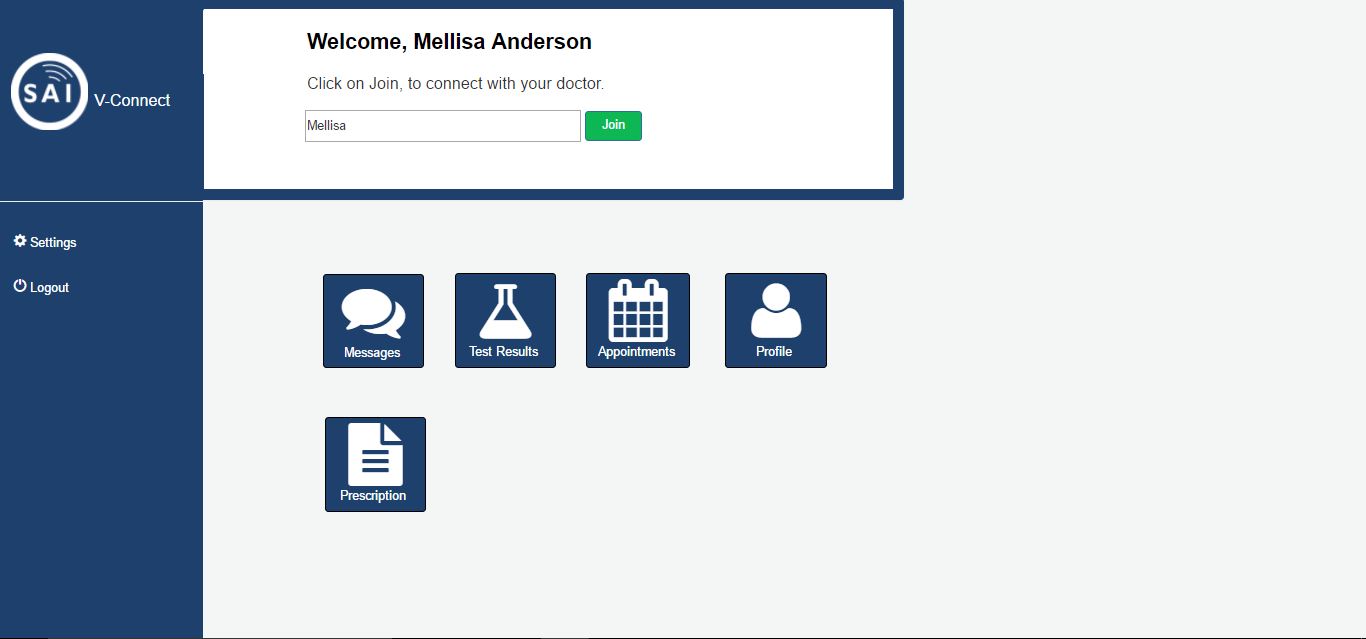 SAI
V-Connect
Welcome, Mellisa Anderson
Click on Join, to connect with your doctor.
Mellisa
Join
Settings
Logout
Messages
Test Results
Appointments
Profile
Prescription